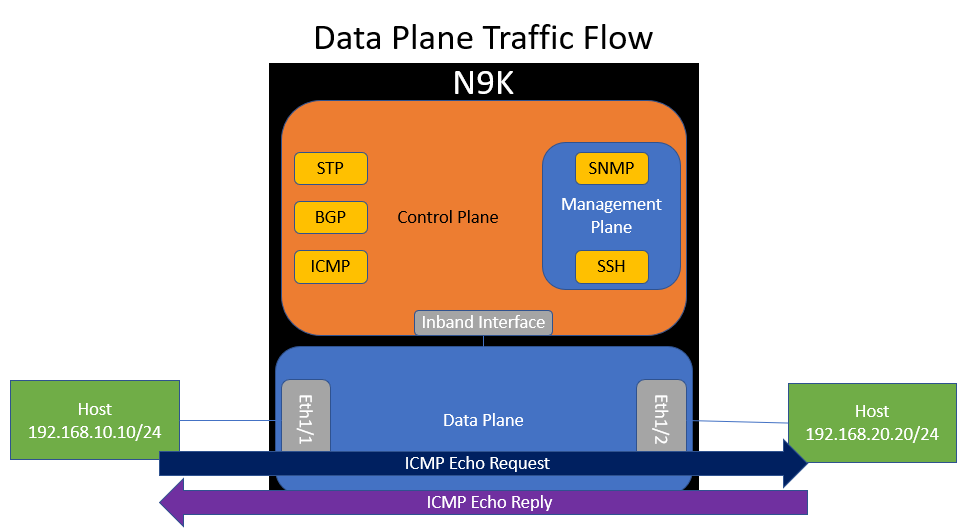 Data Plane Traffic Flow
N9K
STP
BGP
ICMP
Control Plane
SNMP
Management
Plane
SSH
Inband Interface
Host
192.168.10.10/24
Eth1/1
Data Plane
Eth1/2
Host
192.168.20.20/24
ICMP Echo Request
ICMP Echo Reply